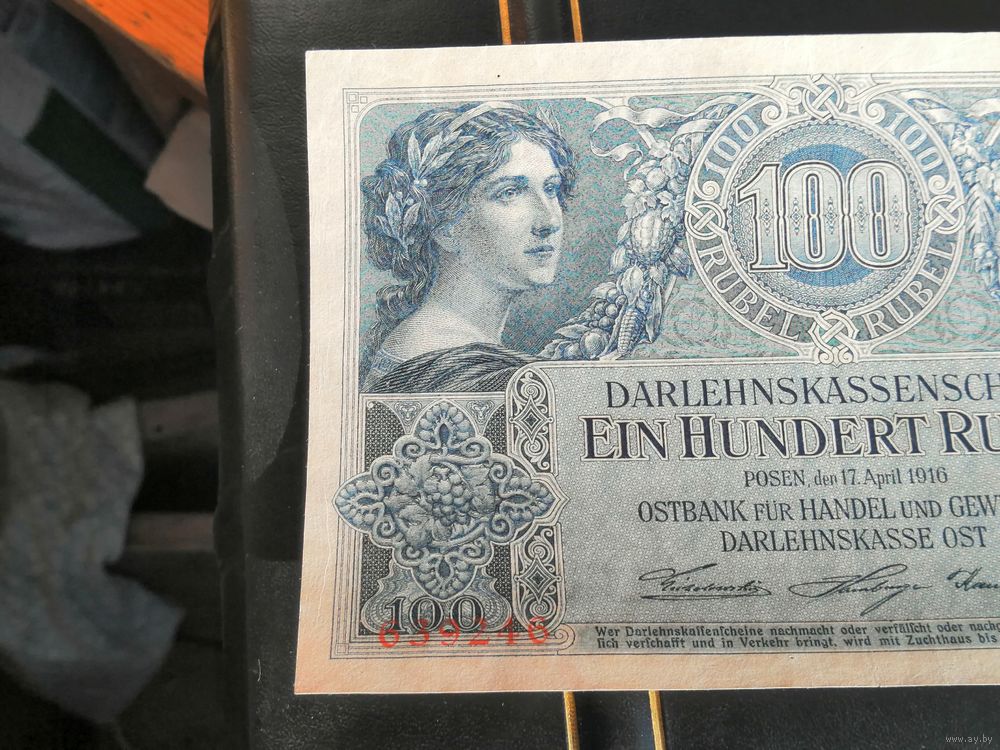 100 100
100
RUBEL RUBEL
DARLEHNSKASSENSCH
EIN HUNDERT RU
POSEN, den 17. April 1916
OSTBANK FÜR HANDEL UND GEW
DARLEHNSKASSE OST
100
639246
Wer Darlehnskassenscheine nachmacht oder verfälscht oder nachg
sich verschafft und in Verkehr bringt, wird mit Zuchthaus bis
www.ay.by